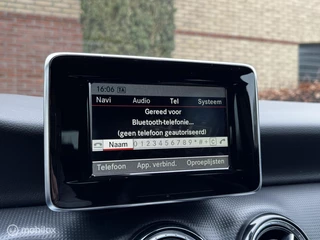 16:06
Navi Audio Tel Systeem
Gereed voor
Bluetooth-telefonie...
(geen telefoon geautoriseerd)
Naam 0123456789*#+C
Telefoon App. verbind. Oproeplijsten
mobielvlot